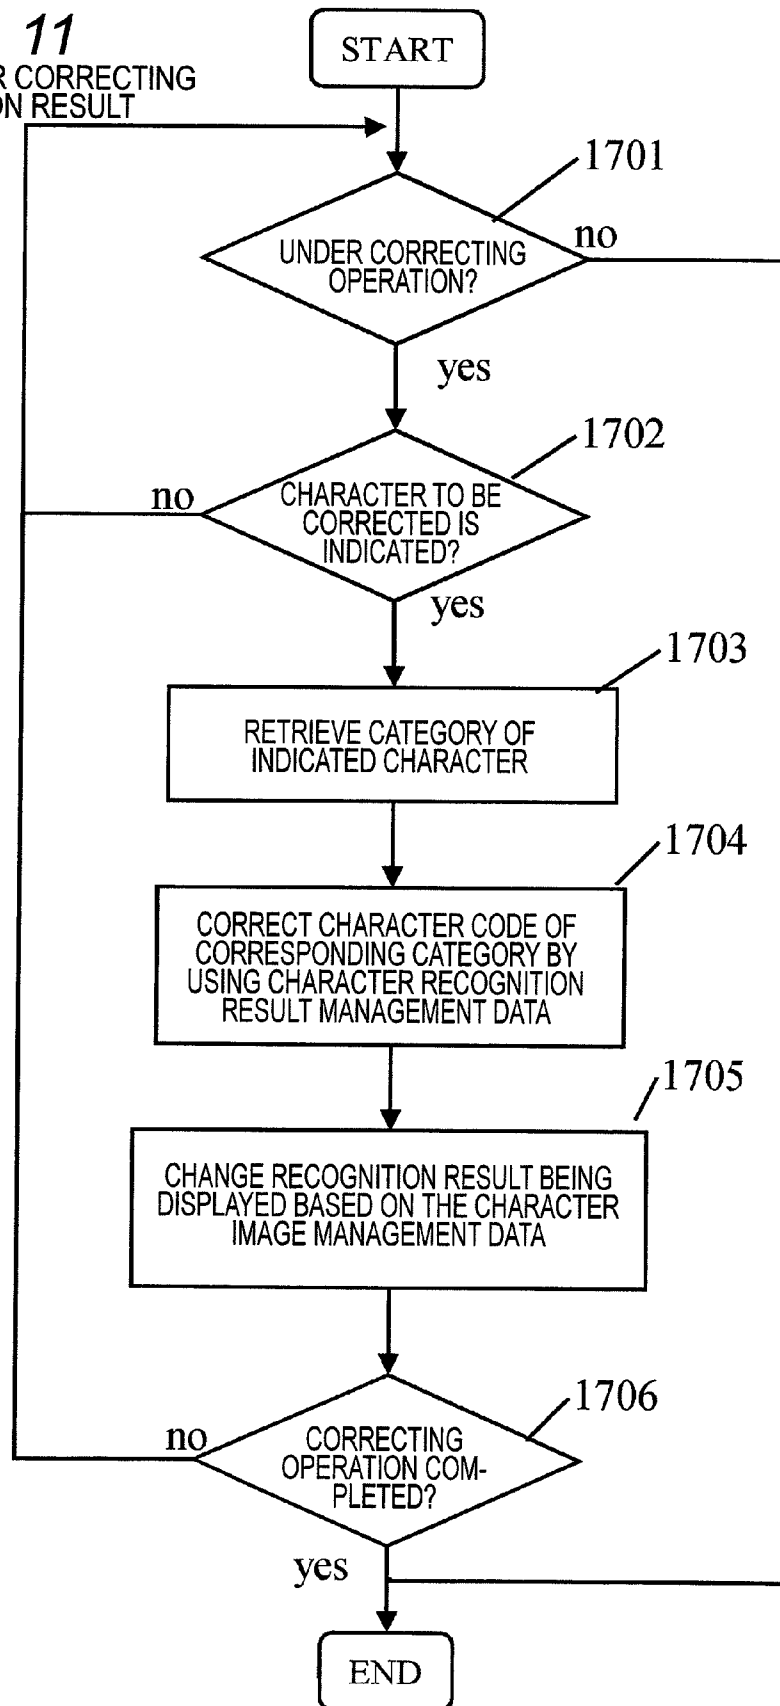 11
START
R CORRECTING
ON RESULT
1701
no
UNDER CORRECTING
OPERATION?
yes
1702
no
CHARACTER TO BE
CORRECTED IS
INDICATED?
yes
1703
RETRIEVE CATEGORY OF
INDICATED CHARACTER
1704
CORRECT CHARACTER CODE OF
CORRESPONDING CATEGORY BY
USING CHARACTER RECOGNITION
RESULT MANAGEMENT DATA
1705
CHANGE RECOGNITION RESULT BEING
DISPLAYED BASED ON THE CHARACTER
IMAGE MANAGEMENT DATA
1706
no
CORRECTING
OPERATION COM-
PLETED?
yes
END